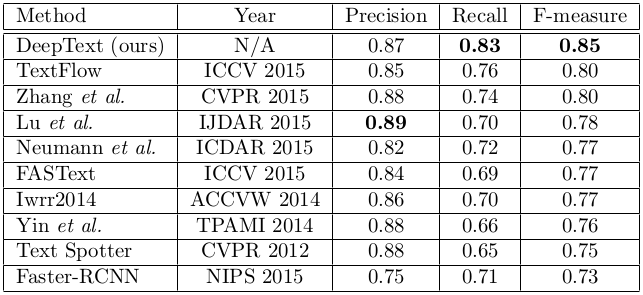 Method Year Precision Recall F-measure
DeepText (ours) N/A 0.87 0.83 0.85
TextFlow ICCV 2015 0.85 0.76 0.80
Zhang et al. CVPR 2015 0.88 0.74 0.80
Lu et al. IJDAR 2015 0.89 0.70 0.78
Neumann et al. ICDAR 2015 0.82 0.72 0.77
FASText ICCV 2015 0.84 0.69 0.77
Iwrr2014 ACCVW 2014 0.86 0.70 0.77
Yin et al. TPAMI 2014 0.88 0.66 0.76
Text Spotter CVPR 2012 0.88 0.65 0.75
Faster-RCNN NIPS 2015 0.75 0.71 0.73